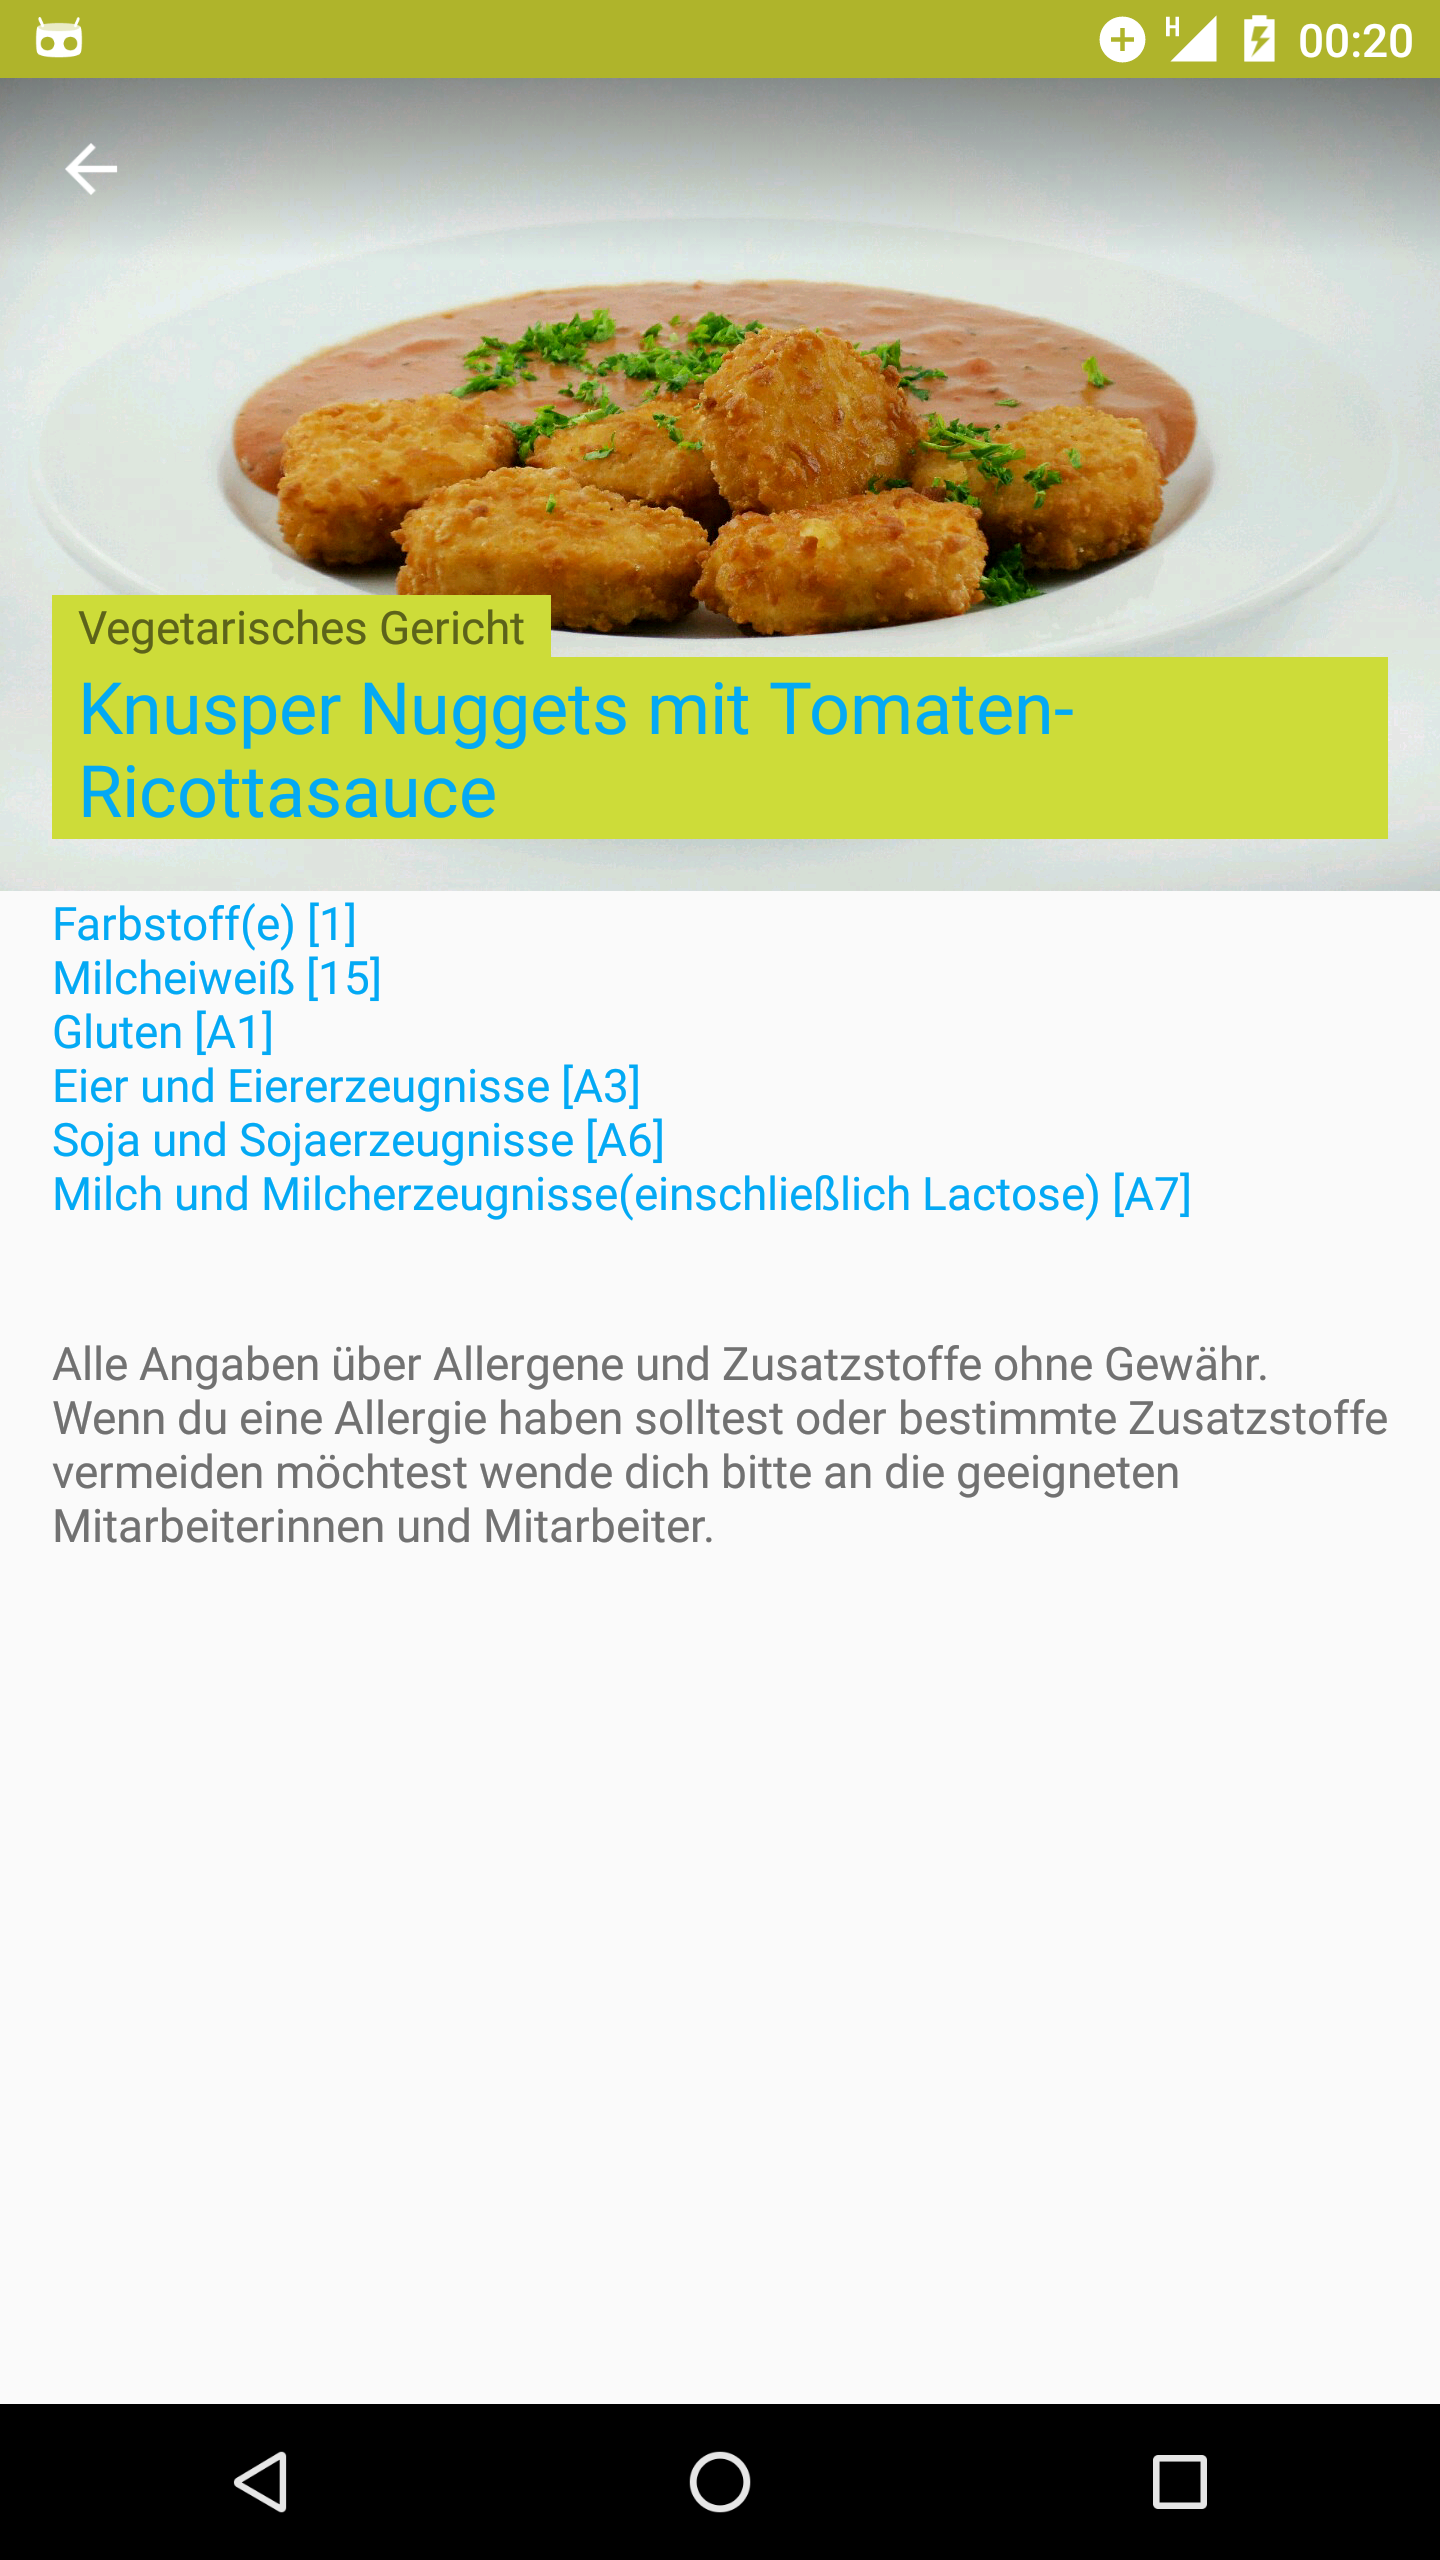 H 00:20
Vegetarisches Gericht
Knusper Nuggets mit Tomaten-
Ricottasauce
Farbstoff(e) [1]
Milcheiweiß [15]
Gluten [A1]
Eier und Eiererzeugnisse [A3]
Soja und Sojaerzeugnisse [A6]
Milch und Milcherzeugnisse(einschließlich Lactose) [A7]
Alle Angaben über Allergene und Zusatzstoffe ohne Gewähr.
Wenn du eine Allergie haben solltest oder bestimmte Zusatzstoffe
vermeiden möchtest wende dich bitte an die geeigneten
Mitarbeiterinnen und Mitarbeiter.